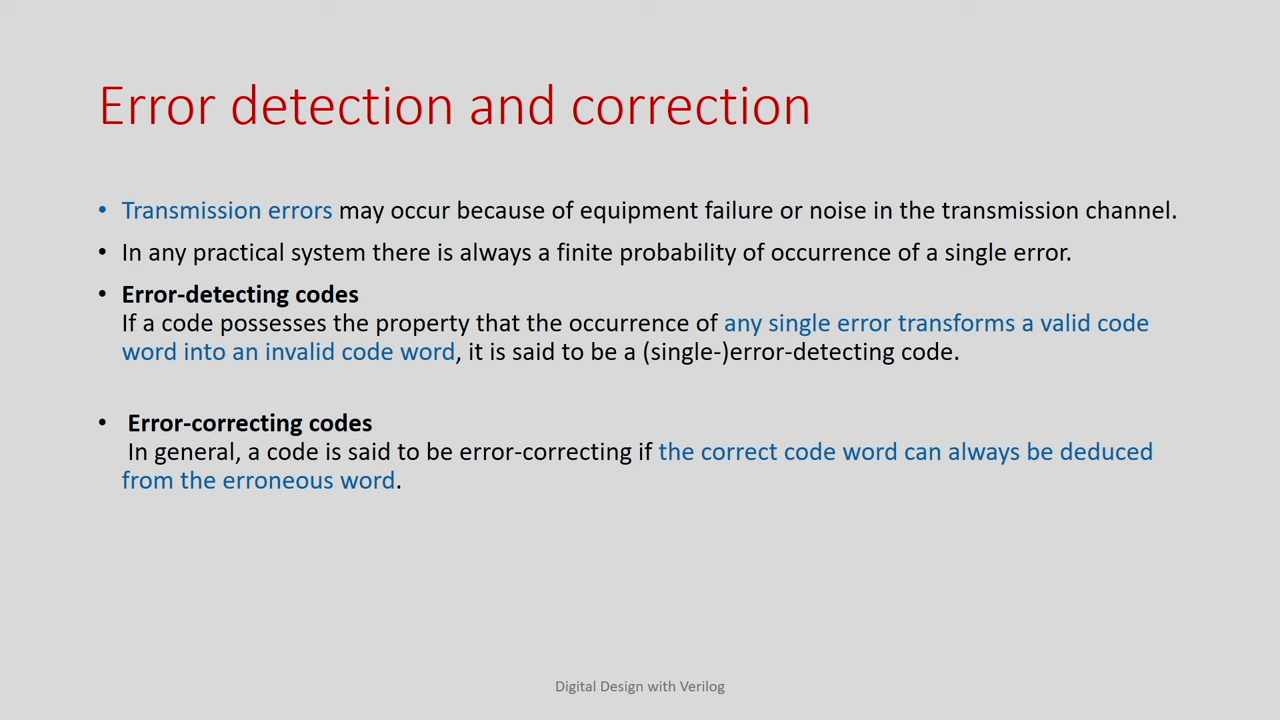 Error detection and correction
• Transmission errors may occur because of equipment failure or noise in the transmission channel.
• In any practical system there is always a finite probability of occurrence of a single error.
• Error-detecting codes
If a code possesses the property that the occurrence of any single error transforms a valid code
word into an invalid code word, it is said to be a (single-)error-detecting code.
• Error-correcting codes
In general, a code is said to be error-correcting if the correct code word can always be deduced
from the erroneous word.
Digital Design with Verilog